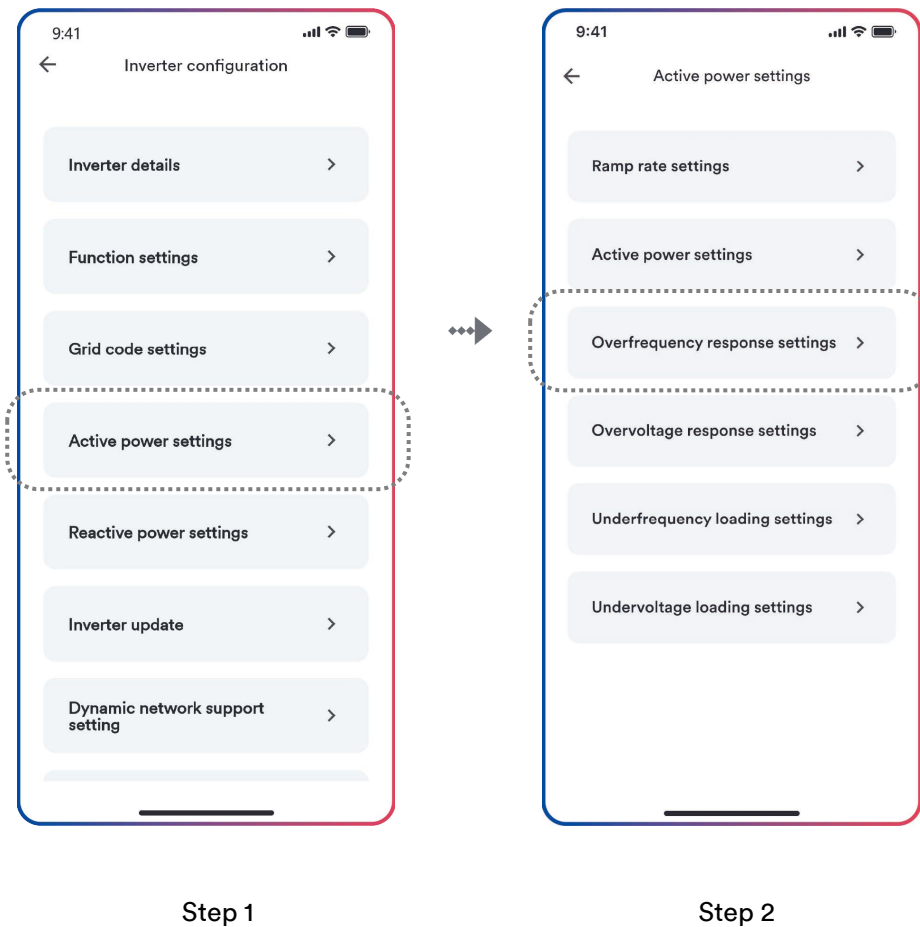 9:41
Inverter configuration
Inverter details
Function settings
Grid code settings
Active power settings
Reactive power settings
Inverter update
Dynamic network support
setting
Step 1
9:41
Active power settings
Ramp rate settings
Active power settings
Overfrequency response settings
Overvoltage response settings
Underfrequency loading settings
Undervoltage loading settings
Step 2